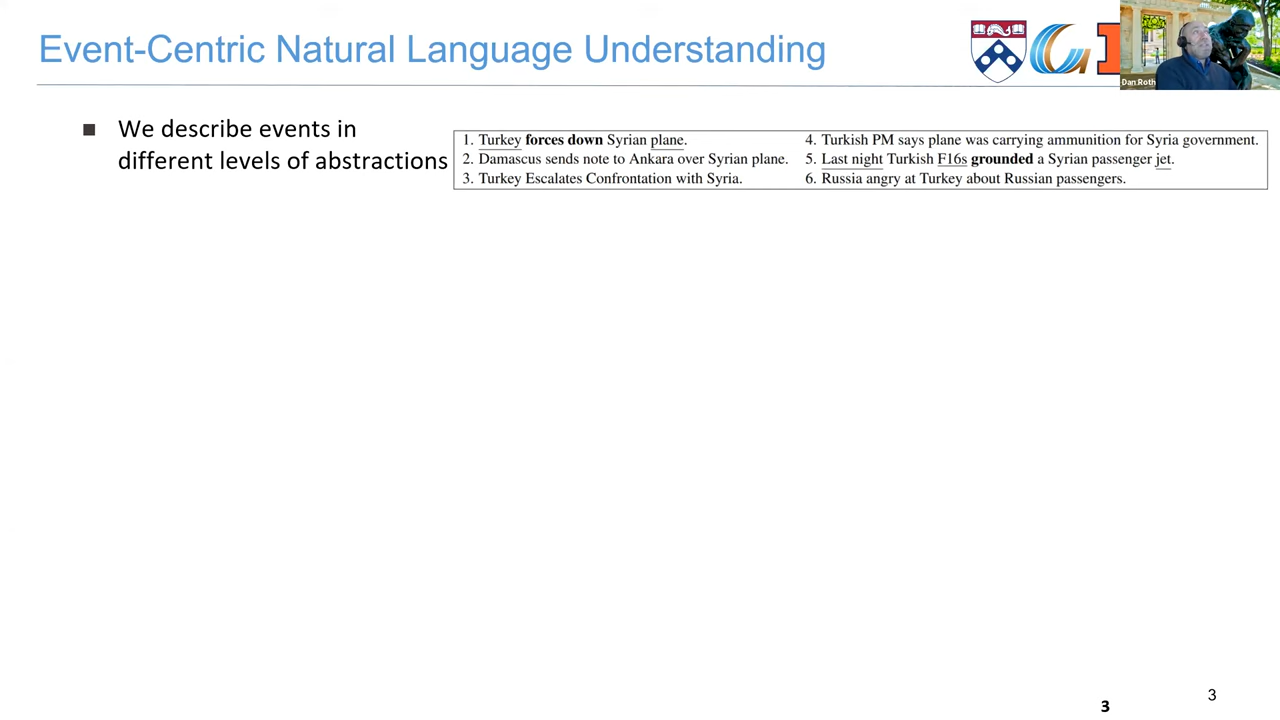 Event-Centric Natural Language Understanding
Dan Roth
We describe events in
different levels of abstractions
1. Turkey forces down Syrian plane.
2. Damascus sends note to Ankara over Syrian plane.
3. Turkey Escalates Confrontation with Syria.
4. Turkish PM says plane was carrying ammunition for Syria government.
5. Last night Turkish F16s grounded a Syrian passenger jet.
6. Russia angry at Turkey about Russian passengers.
3
3